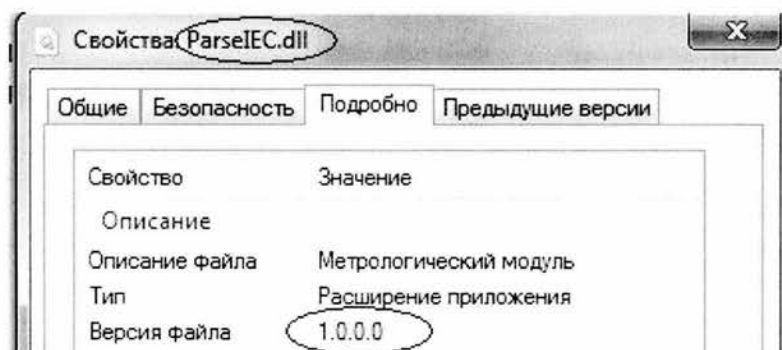 Свойства: ParseIEC.dll
Общие Безопасность Подробно Предыдущие версии
Свойство Значение
Описание
Описание файла Метрологический модуль
Тип Расширение приложения
Версия файла 1.0.0.0